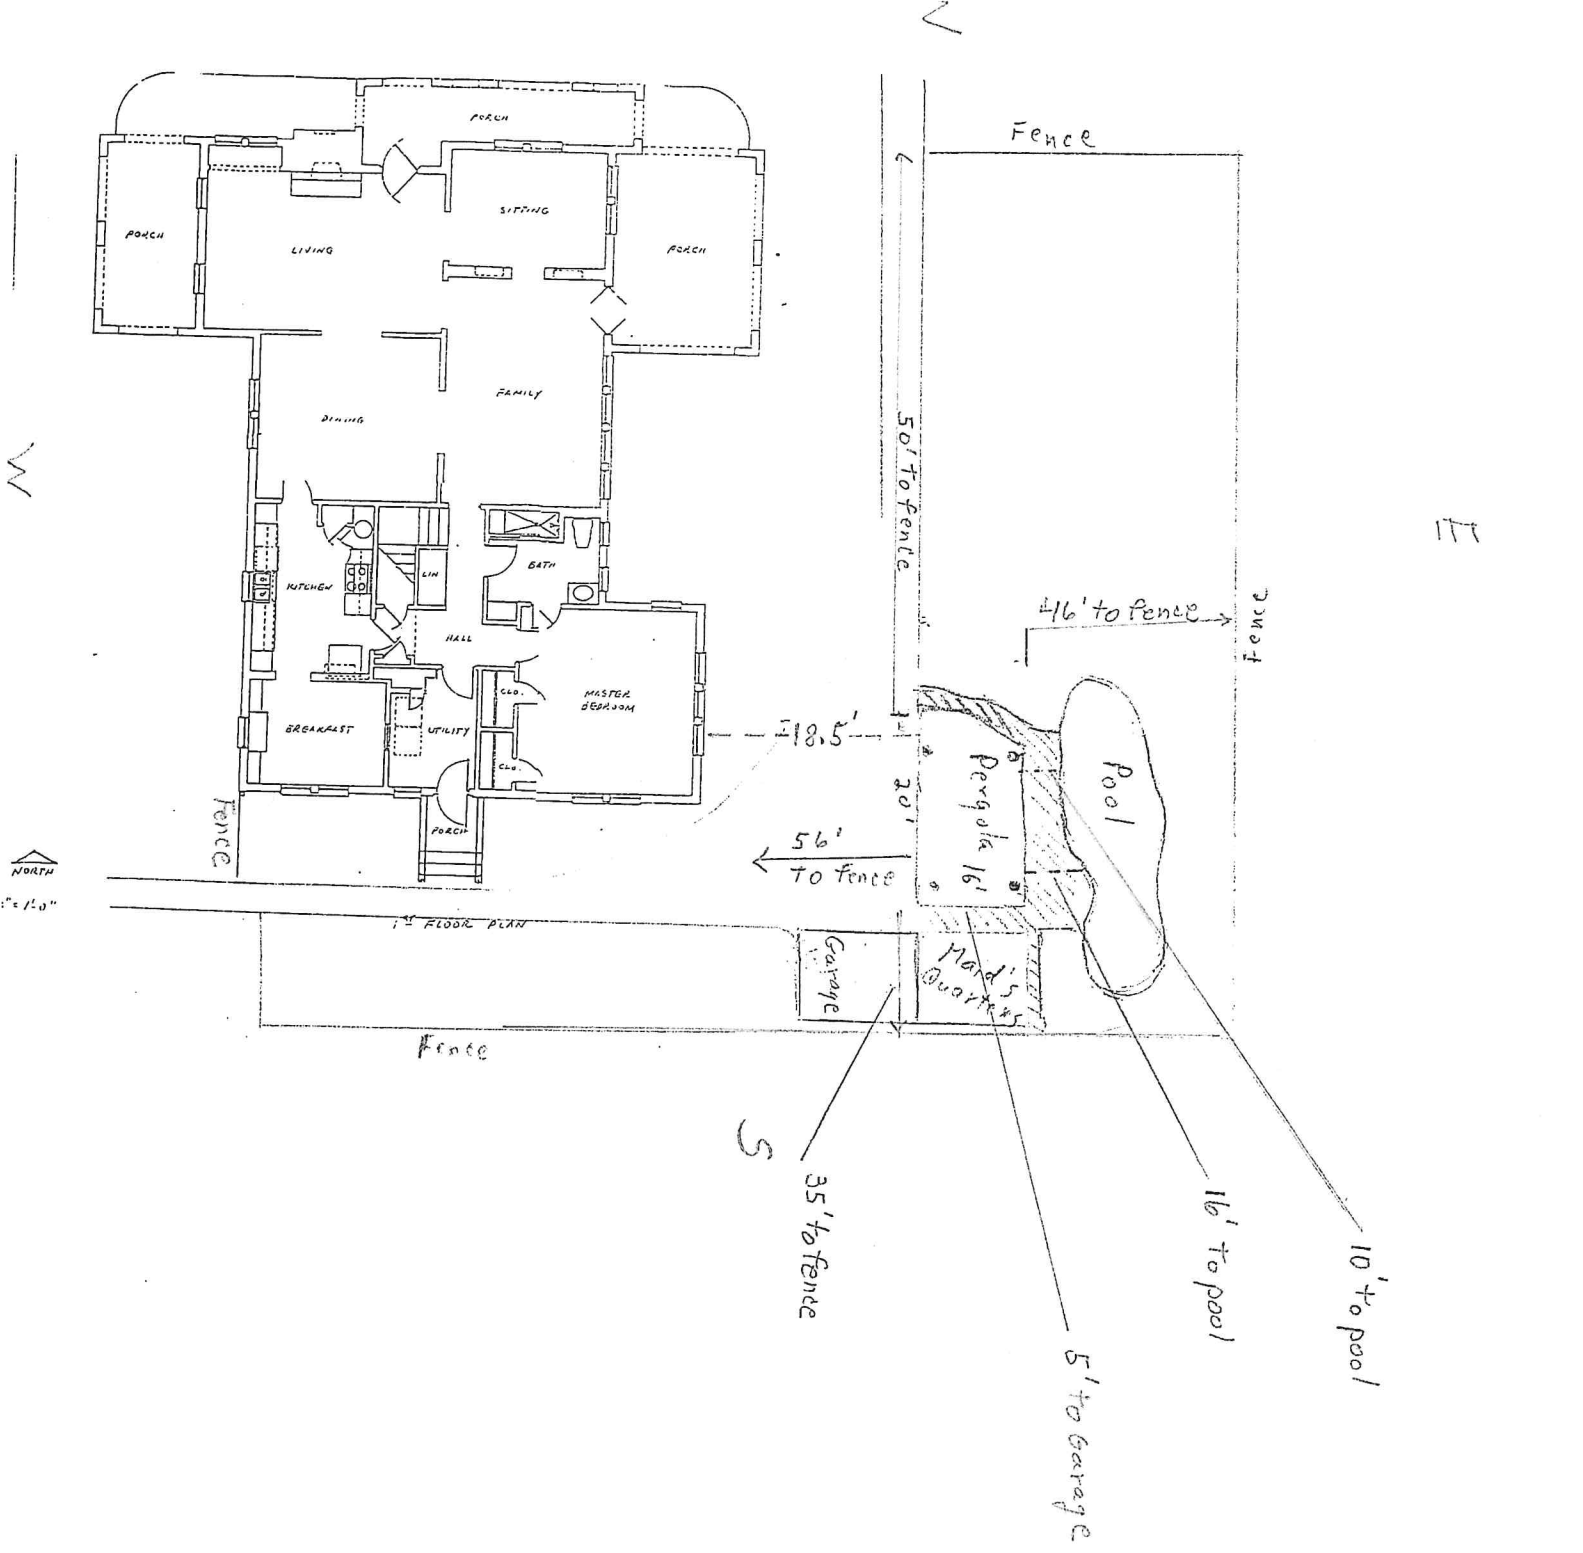 N
Fence
PORCH
SITTING
PORCH
LIVING
PORCH
FAMILY
DINING
50' to fence
W
E
BATH
LIN
KITCHEN
46' to fence
Fence
HALL
CLO.
MASTER
BEDROOM
BREAKFAST
UTILITY
18.5'
CLO.
Pool
Pergola 16'
20'
PORCH
Fence
56'
To fence
NORTH
1ST FLOOR PLAN
Garage
Maid's
Quarters
Fence
S
35' to fence
16' To pool
10' to pool
5' to Garage